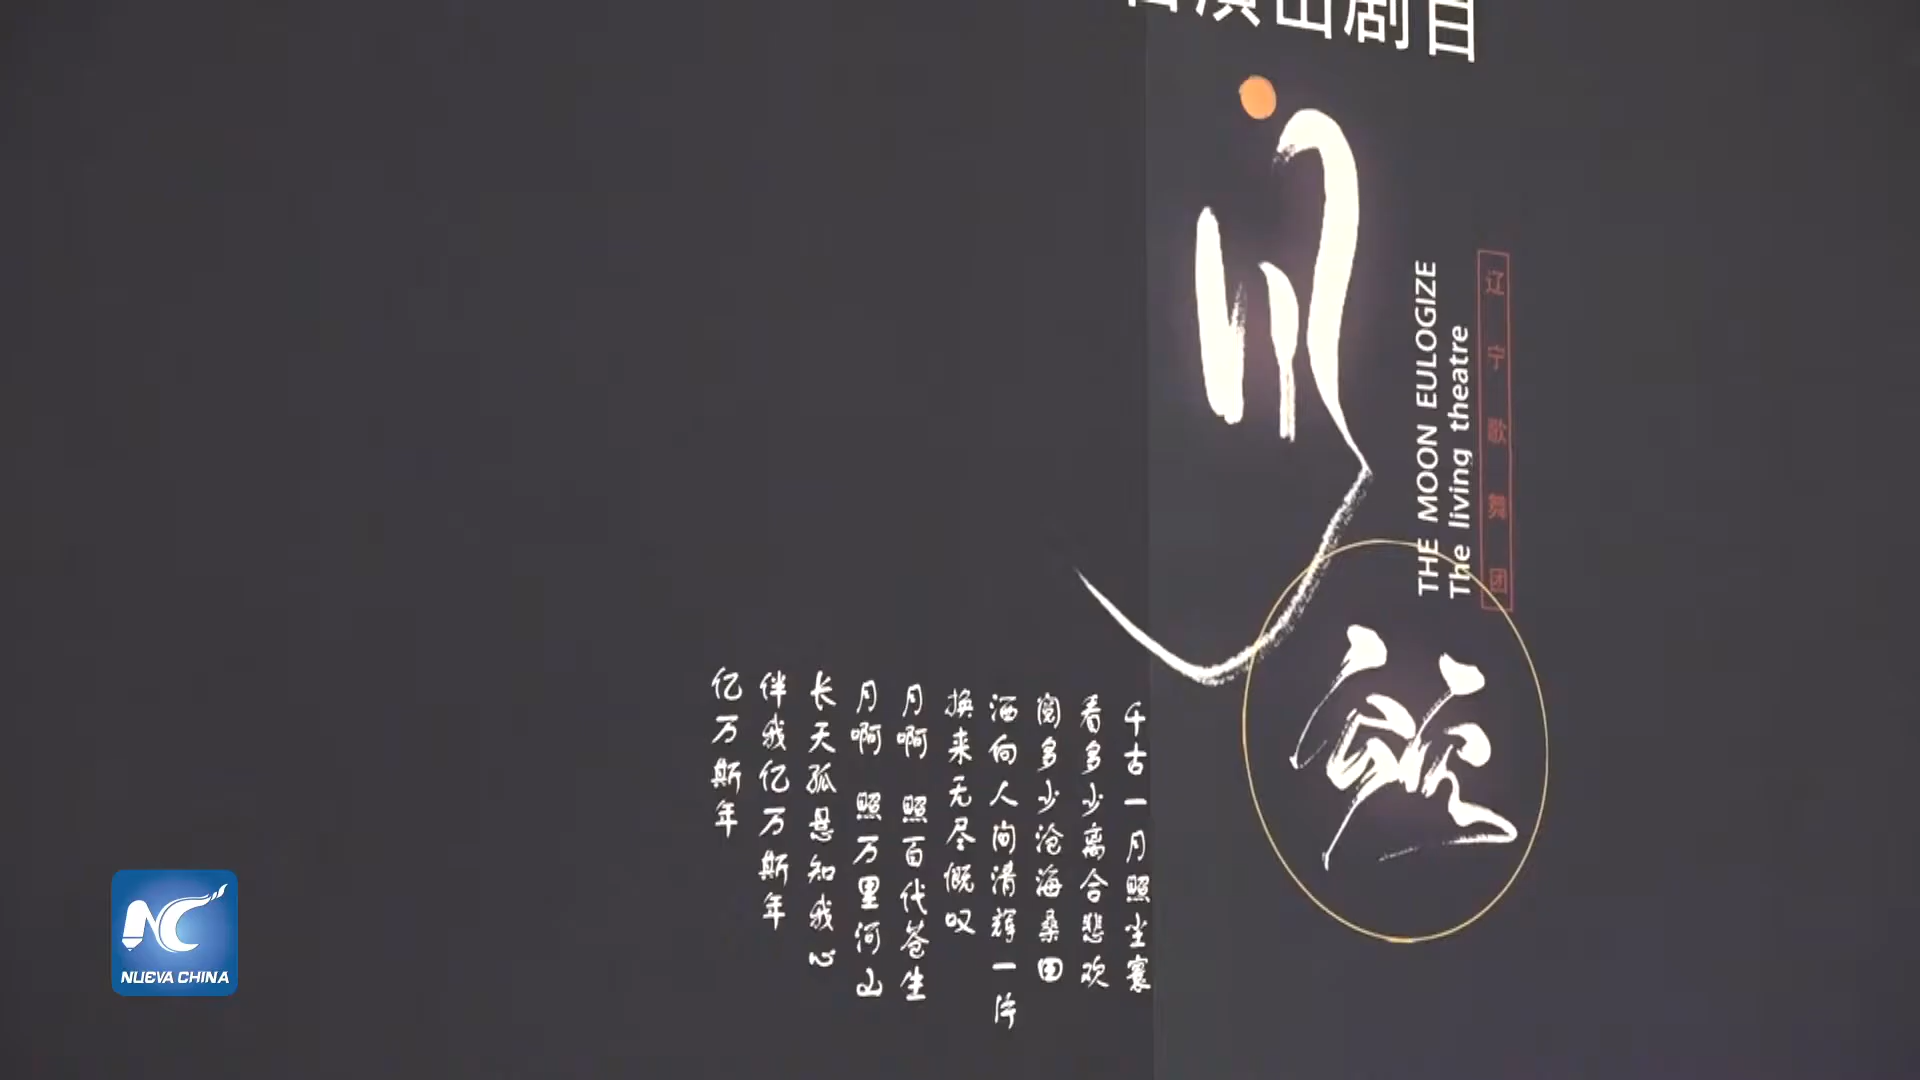 演出剧目
月颂
THE MOON EULOGIZE
The living theatre
辽宁歌舞团
千古一月照尘寰
看多少离合悲欢
阅多少沧海桑田
洒向人间清辉一片
换来无尽慨叹
月啊 照百代苍生
月啊 照万里河山
长天孤悬知我心
伴我亿万斯年
亿万斯年
NUEVA CHINA